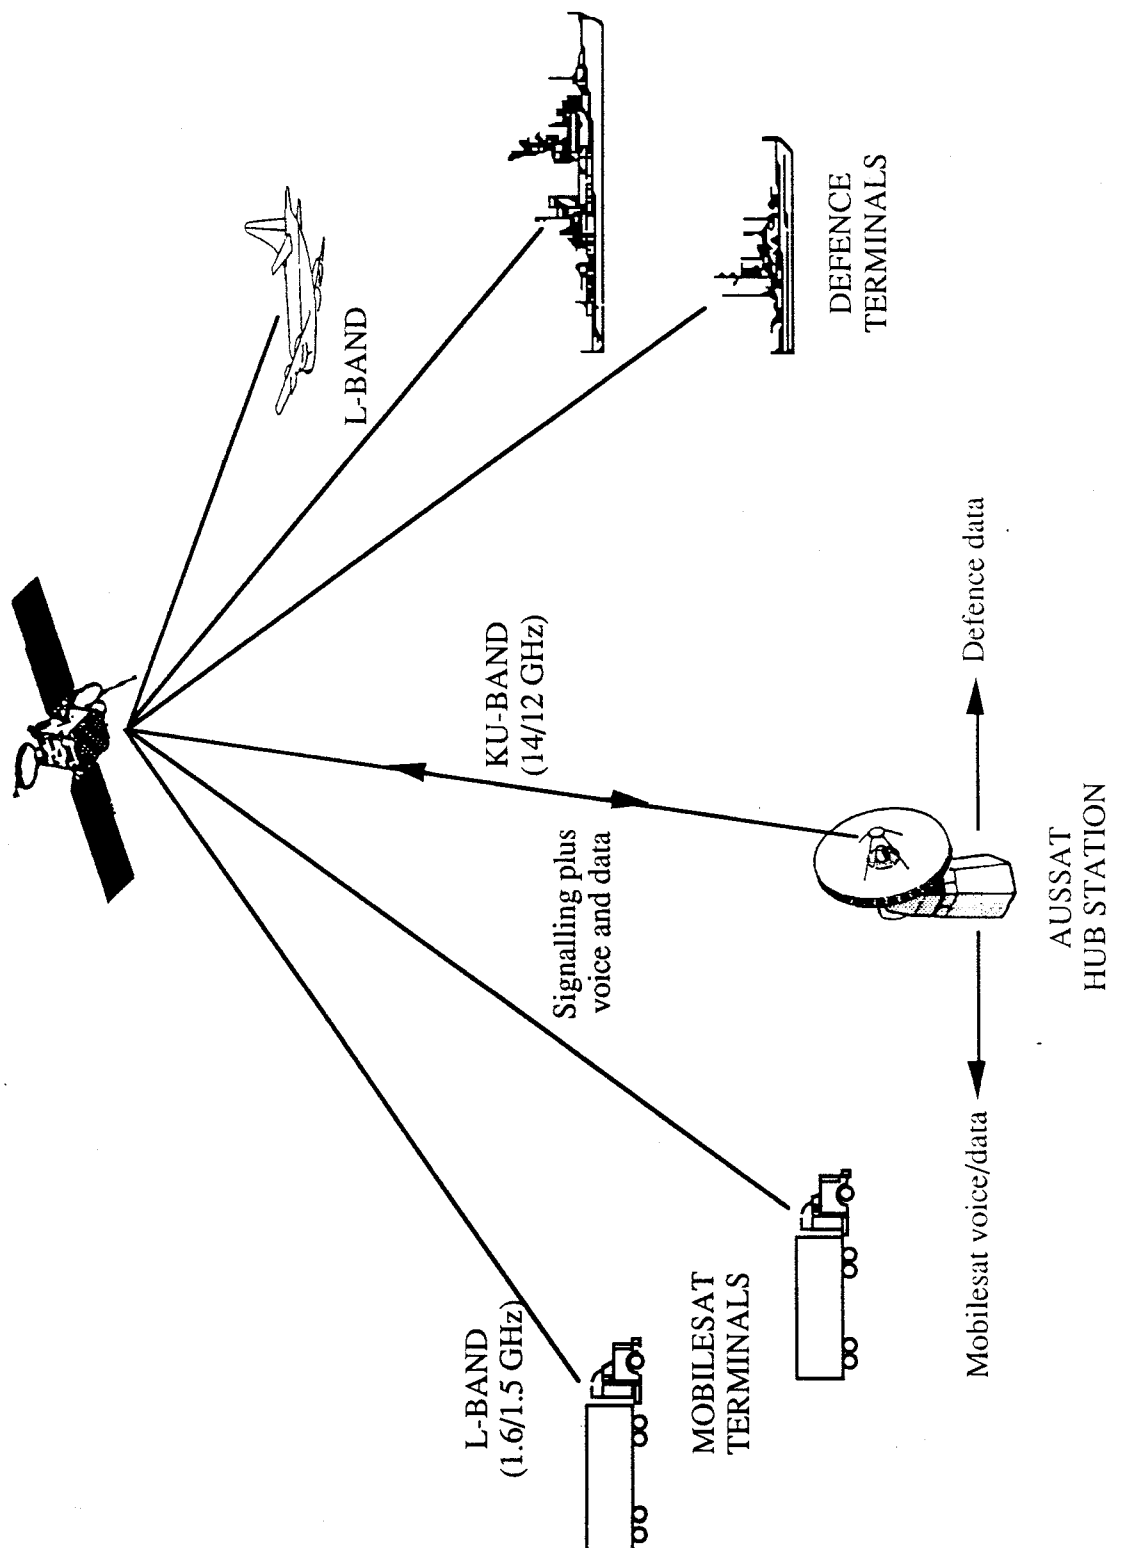 L-BAND
(1.6/1.5 GHz)
MOBILESAT
TERMINALS
Signalling plus
voice and data
KU-BAND
(14/12 GHz)
L-BAND
DEFENCE
TERMINALS
Mobilesat voice/data
Defence data
AUSSAT
HUB STATION